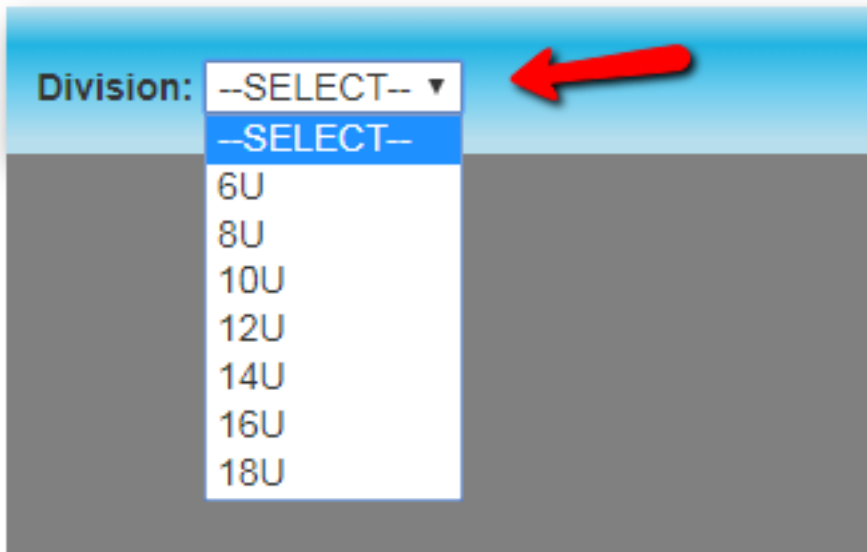 Division: --SELECT-- ▼
--SELECT--
6U
8U
10U
12U
14U
16U
18U